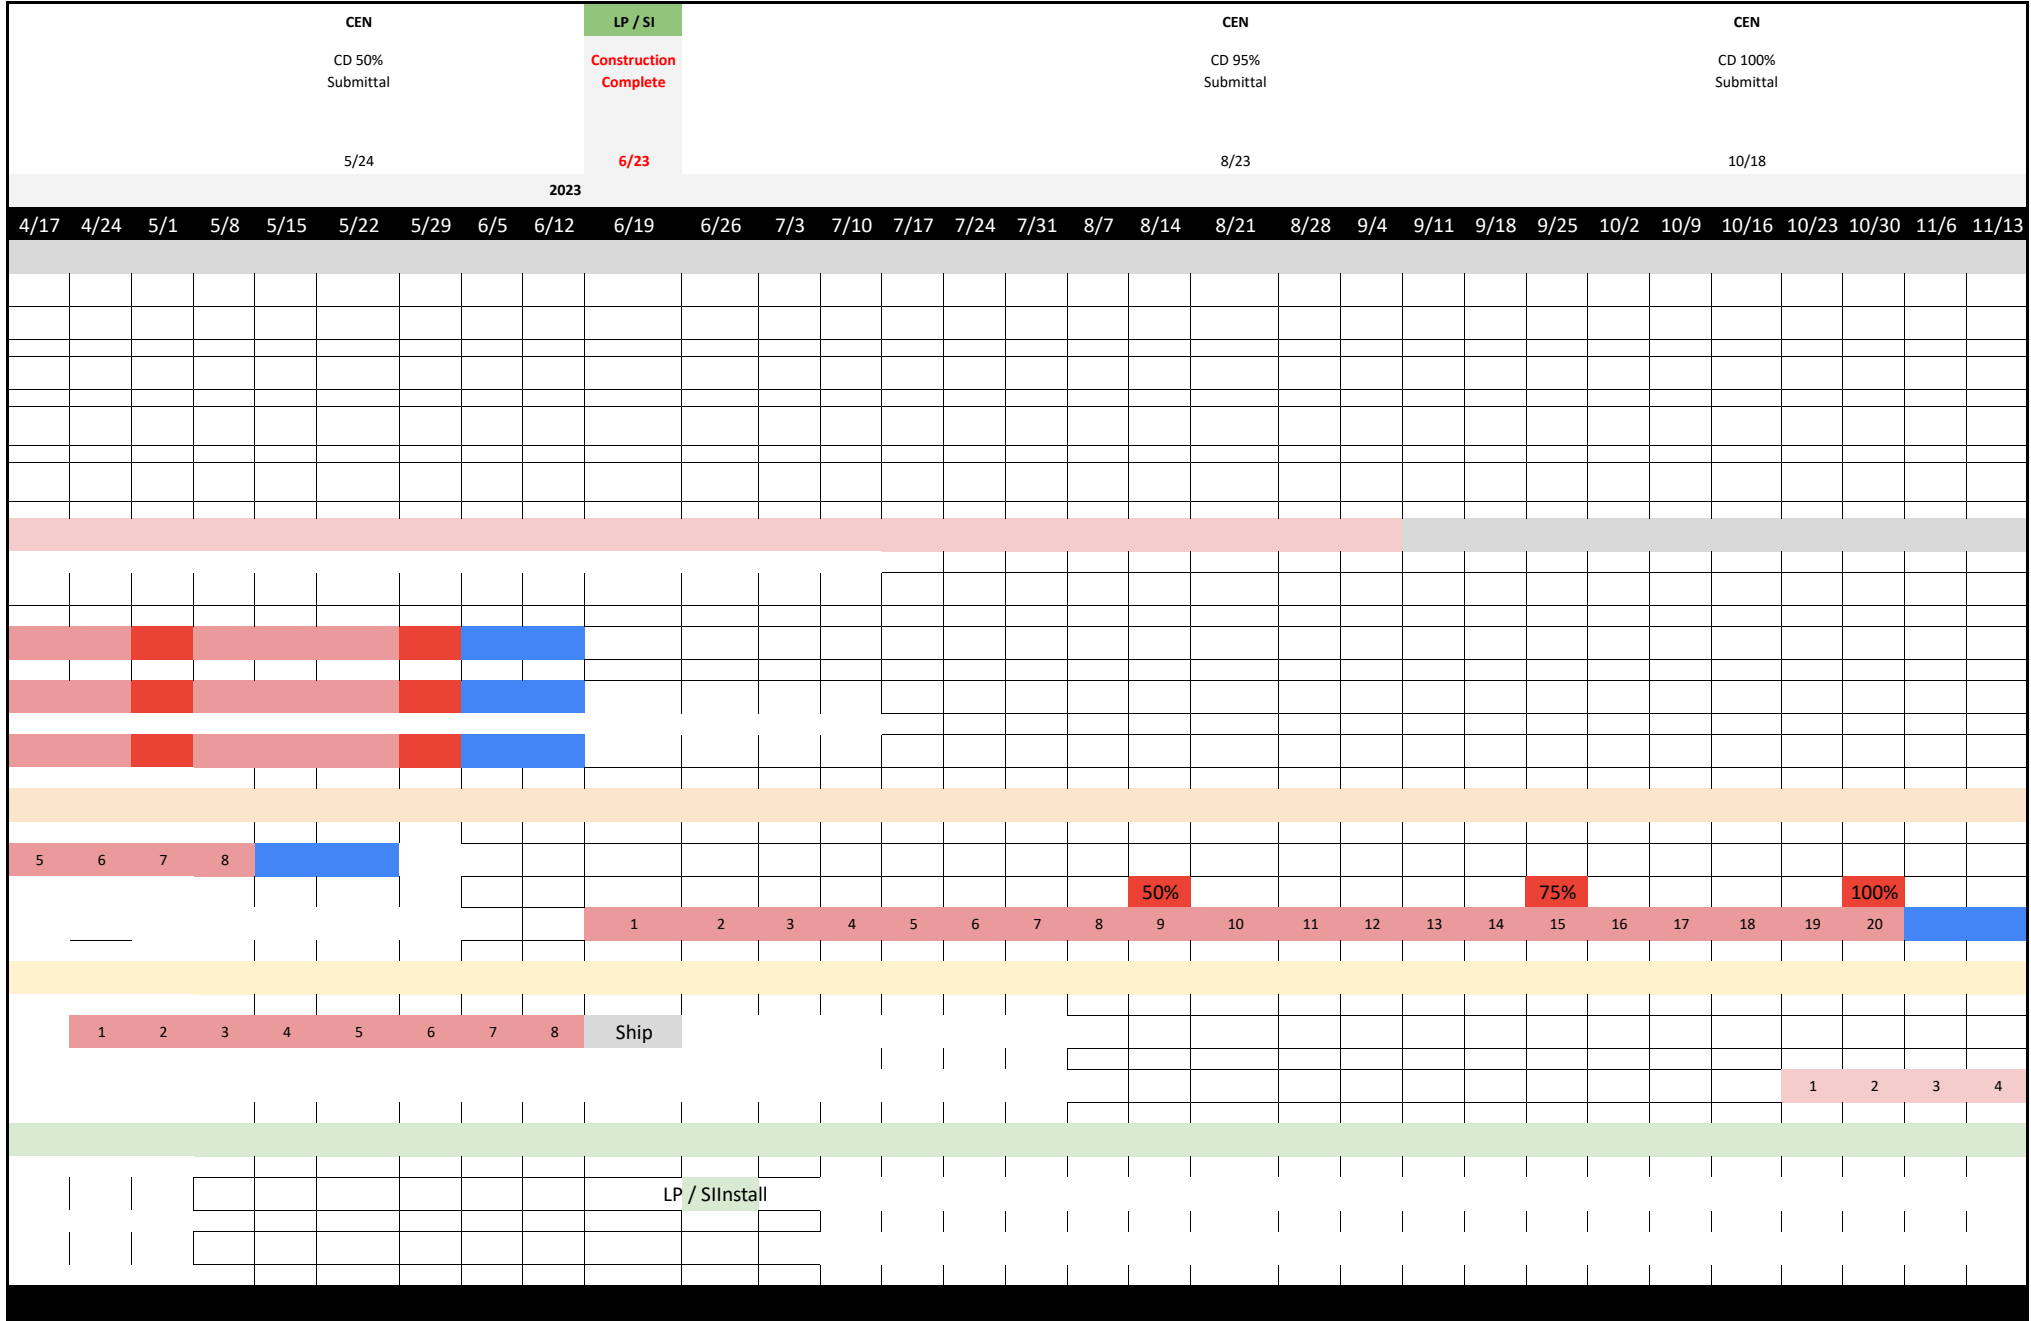 CEN LP / SI CEN CEN
CD 50% Construction CD 95% CD 100%
Submittal Complete Submittal Submittal
5/24 6/23 8/23 10/18
2023
4/17 4/24 5/1 5/8 5/15 5/22 5/29 6/5 6/12 6/19 6/26 7/3 7/10 7/17 7/24 7/31 8/7 8/14 8/21 8/28 9/4 9/11 9/18 9/25 10/2 10/9 10/16 10/23 10/30 11/6 11/13
5 6 7 8
50% 75% 100%
1 2 3 4 5 6 7 8 9 10 11 12 13 14 15 16 17 18 19 20
1 2 3 4 5 6 7 8 Ship
1 2 3 4
LP / SIInstall